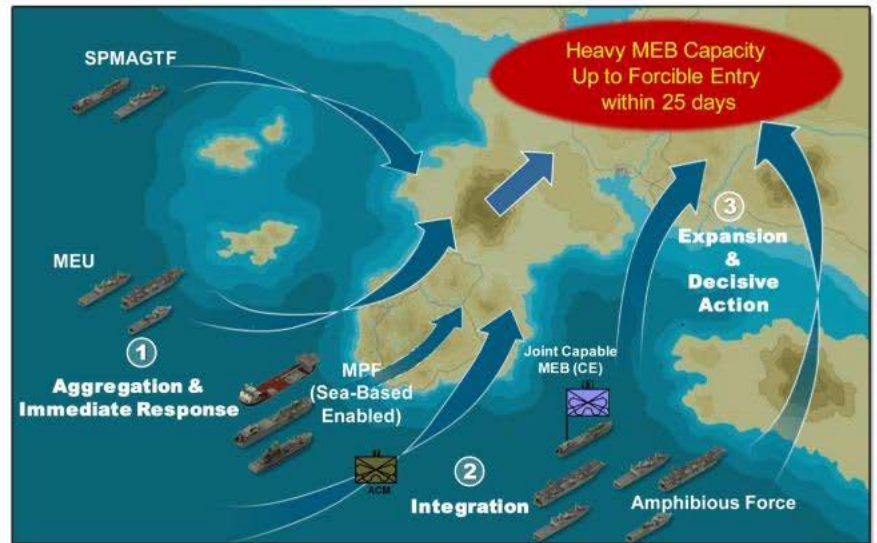 SPMAGTF
Heavy MEB Capacity
Up to Forcible Entry
within 25 days
MEU
1
Aggregation &
Immediate Response
MPF
(Sea-Based
Enabled)
ACM
2
Integration
Joint Capable
MEB (CE)
Amphibious Force
3
Expansion
&
Decisive
Action